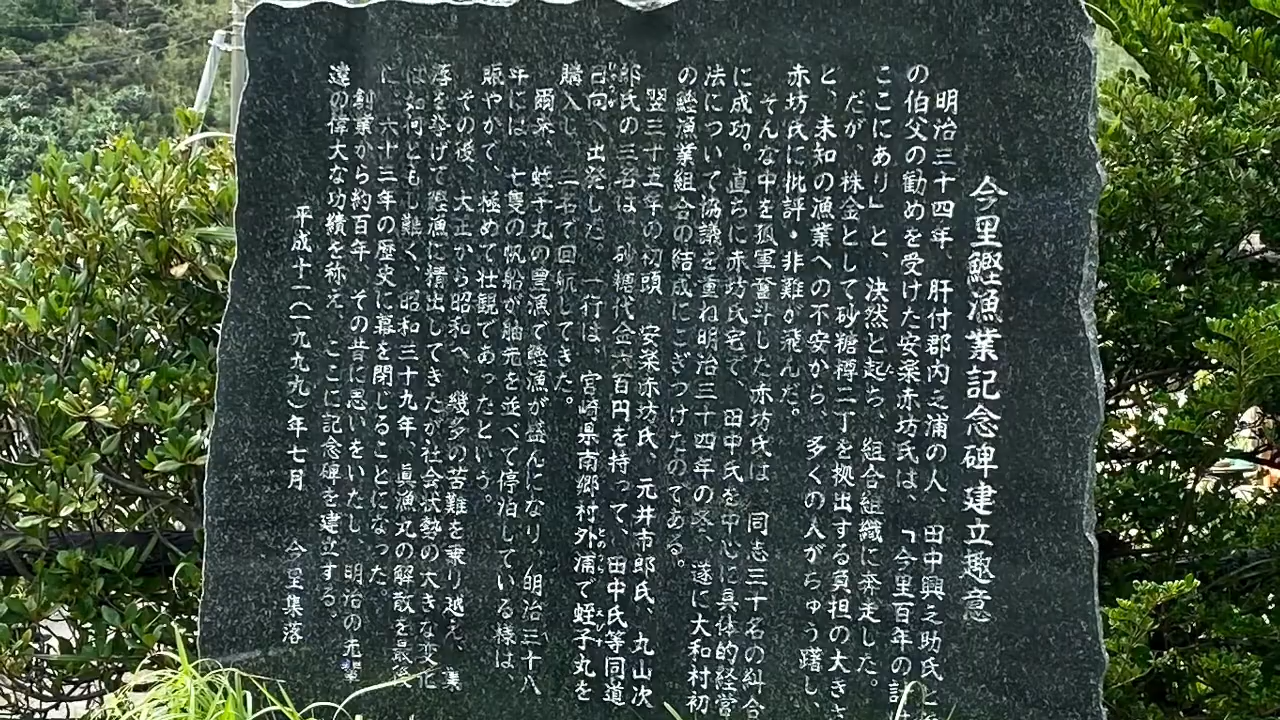 今里鰹漁業記念碑建立趣意
明治三十四年、肝付郡内之浦の人、田中興之助氏と
の伯父の勧めを受けた安楽赤坊氏は、「今里百年の計
ここにあり」と、決然と起ち、組合組織に奔走した。
だが、株金として砂糖樽二丁を拠出する負担の大きさ
と、未知の漁業への不安から、多くの人がちゅう躇し、
赤坊氏に批評・非難が飛んだ。
そんな中を孤軍奮斗した赤坊氏は、同志三十名の糾合
に成功。直ちに赤坊氏宅で、田中氏を中心に具体的経営
法について協議を重ね明治三十四年の冬、遂に大和村初
の鰹漁業組合の結成にこぎつけたのである。
翌三十五年の初頭、安楽赤坊氏、元井市郎氏、丸山次
郎氏の三名は、砂糖代金六百円を持って、田中氏等同道
日向へ出発した。一行は、宮崎県南郷村外浦で蛭子丸を
購入し、三名で回航してきた。
爾来、蛭子丸の豊漁で鰹漁が盛んになり、明治三十八
年には、七隻の帆船が舳先を並べて停泊している様は
賑やかで、極めて壮観であったという。
その後、大正から昭和へ、幾多の苦難を乗り越え、集
落を挙げて鰹漁に精出してきたが社会状勢の大きな変化
は如何ともし難く、昭和三十九年、眞漁丸の解散を最後
に、六十三年の歴史に幕を閉じることになった。
創業から約百年、その昔に思いをいたし、明治の先輩
達の偉大な功績を称え、ここに記念碑を建立する。
平成十一(一九九九)年七月 今里集落